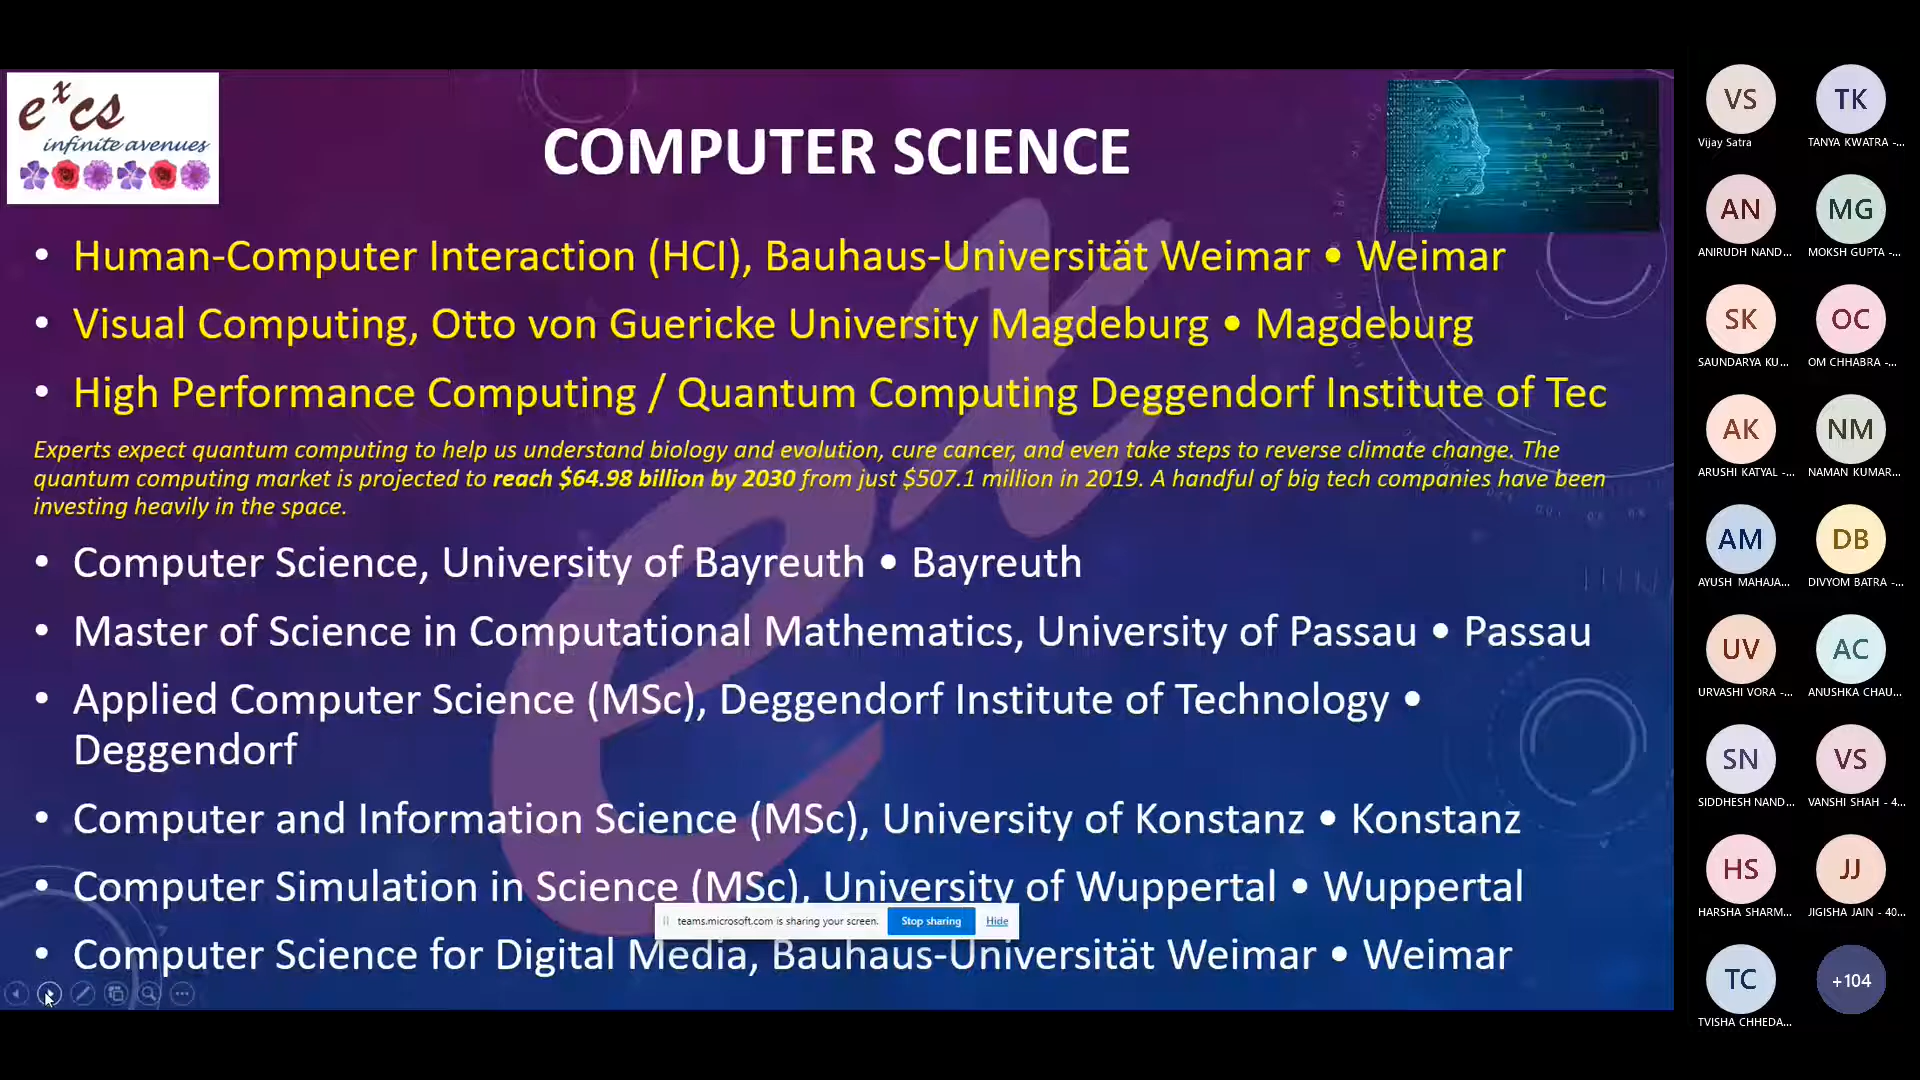 e^x cs
infinite avenues
COMPUTER SCIENCE
• Human-Computer Interaction (HCI), Bauhaus-Universität Weimar • Weimar
• Visual Computing, Otto von Guericke University Magdeburg • Magdeburg
• High Performance Computing / Quantum Computing Deggendorf Institute of Tec
Experts expect quantum computing to help us understand biology and evolution, cure cancer, and even take steps to reverse climate change. The
quantum computing market is projected to reach $64.98 billion by 2030 from just $507.1 million in 2019. A handful of big tech companies have been
investing heavily in the space.
• Computer Science, University of Bayreuth • Bayreuth
• Master of Science in Computational Mathematics, University of Passau • Passau
• Applied Computer Science (MSc), Deggendorf Institute of Technology •
Deggendorf
• Computer and Information Science (MSc), University of Konstanz • Konstanz
• Computer Simulation in Science (MSc), University of Wuppertal • Wuppertal
teams.microsoft.com is sharing your screen. Stop sharing Hide
• Computer Science for Digital Media, Bauhaus-Universität Weimar • Weimar
e^x
VS TK
Vijay Satra TANYA KWATRA -...
AN MG
ANIRUDH NAND... MOKSH GUPTA -...
SK OC
SAUNDARYA KU... OM CHHABRA -...
AK NM
ARUSHI KATYAL -... NAMAN KUMAR...
AM DB
AYUSH MAHAJA... DIVYOM BATRA -...
UV AC
URVASHI VORA -... ANUSHKA CHAU...
SN VS
SIDDHESH NAND... VANSHI SHAH - 4...
HS JJ
HARSHA SHARM... JIGISHA JAIN - 40...
TC +104
TVISHA CHHEDA...